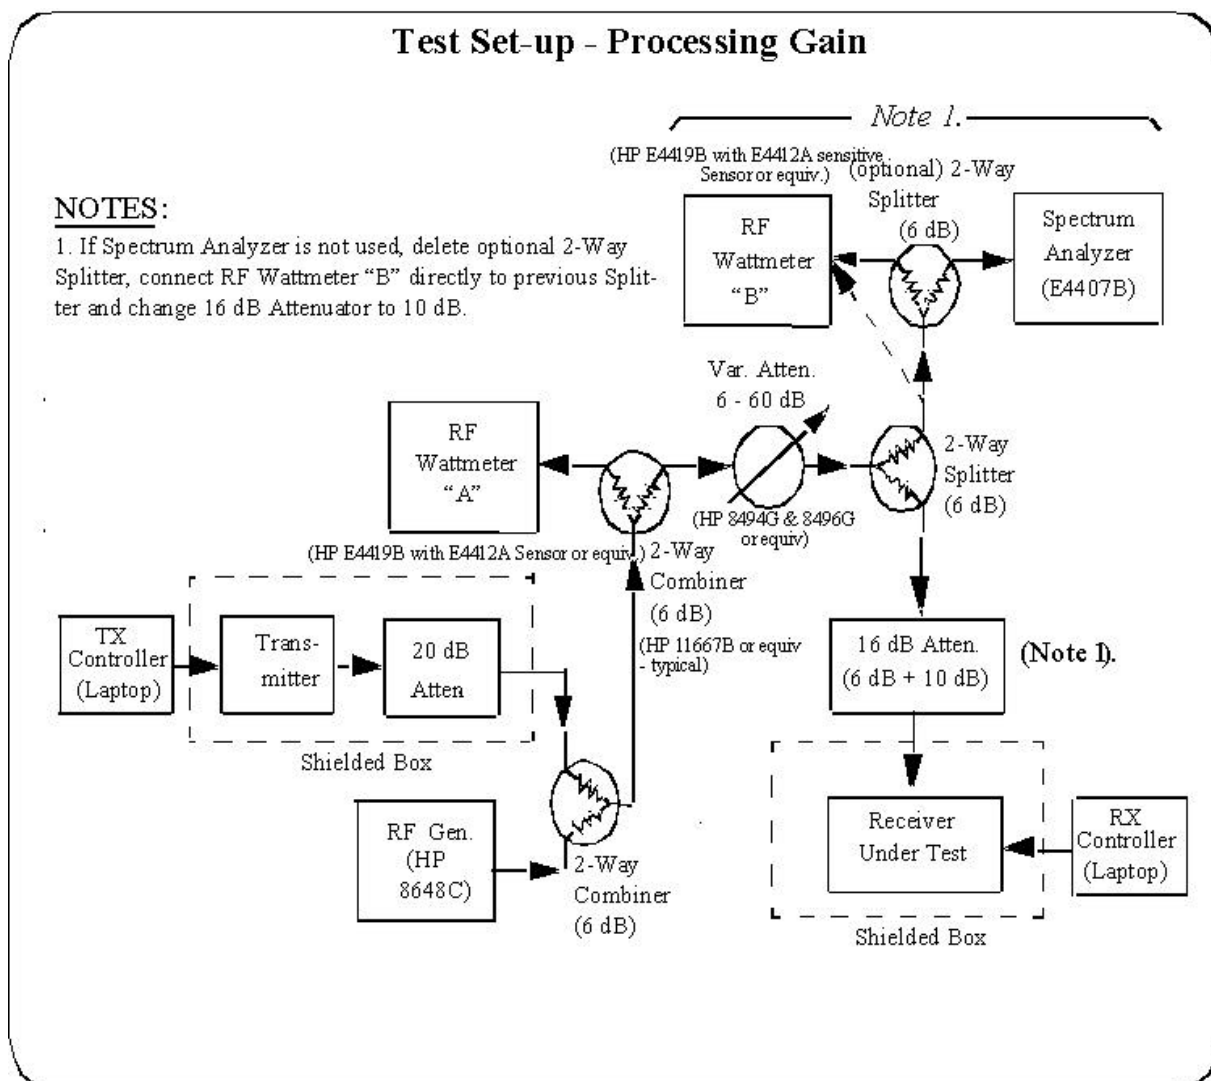 Test Set-up - Processing Gain
Note 1.
(HP E4419B with E4412A sensitive
Sensor or equiv.)
(optional) 2-Way
Splitter
(6 dB)
RF
Wattmeter
“B”
Spectrum
Analyzer
(E4407B)
NOTES:
1. If Spectrum Analyzer is not used, delete optional 2-Way
Splitter, connect RF Wattmeter “B” directly to previous Split-
ter and change 16 dB Attenuator to 10 dB.
Var. Atten.
6 - 60 dB
RF
Wattmeter
“A”
2-Way
Splitter
(6 dB)
(HP 8494G & 8496G
or equiv)
(HP E4419B with E4412A Sensor or equiv.)
2-Way
Combiner
(6 dB)
(HP 11667B or equiv
- typical)
TX
Controller
(Laptop)
Trans-
mitter
20 dB
Atten
Shielded Box
16 dB Atten.
(6 dB + 10 dB)
(Note 1).
RF Gen.
(HP
8648C)
2-Way
Combiner
(6 dB)
Receiver
Under Test
RX
Controller
(Laptop)
Shielded Box